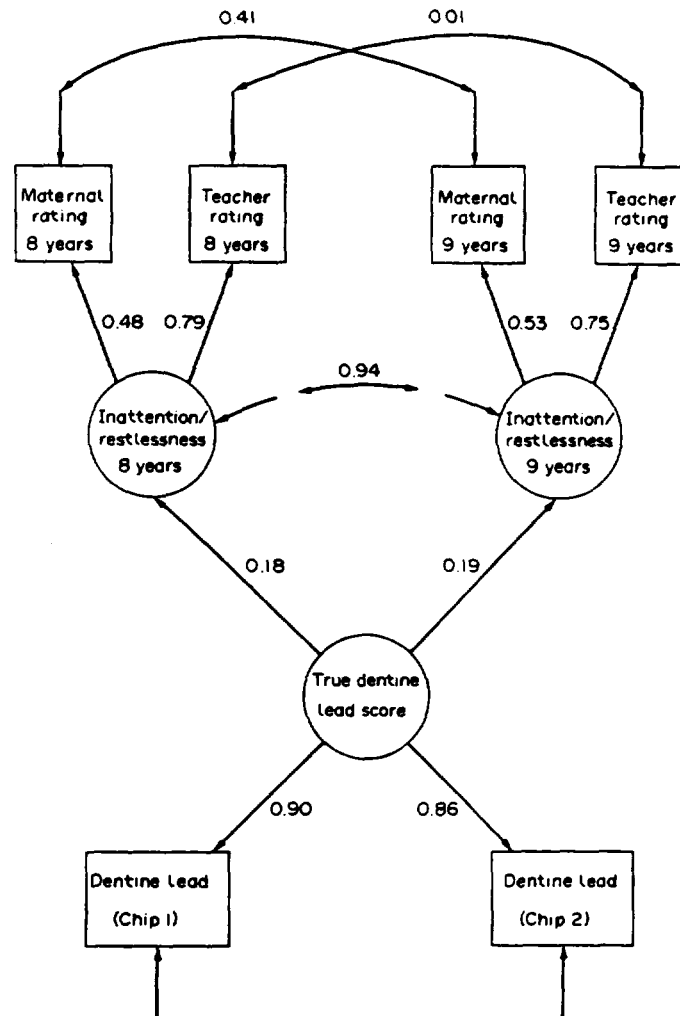 0.41
0.01
Maternal
rating
8 years
Teacher
rating
8 years
Maternal
rating
9 years
Teacher
rating
9 years
0.48
0.79
0.53
0.75
0.94
Inattention/
restlessness
8 years
Inattention/
restlessness
9 years
0.18
0.19
True dentine
lead score
0.90
0.86
Dentine lead
(Chip 1)
Dentine lead
(Chip 2)